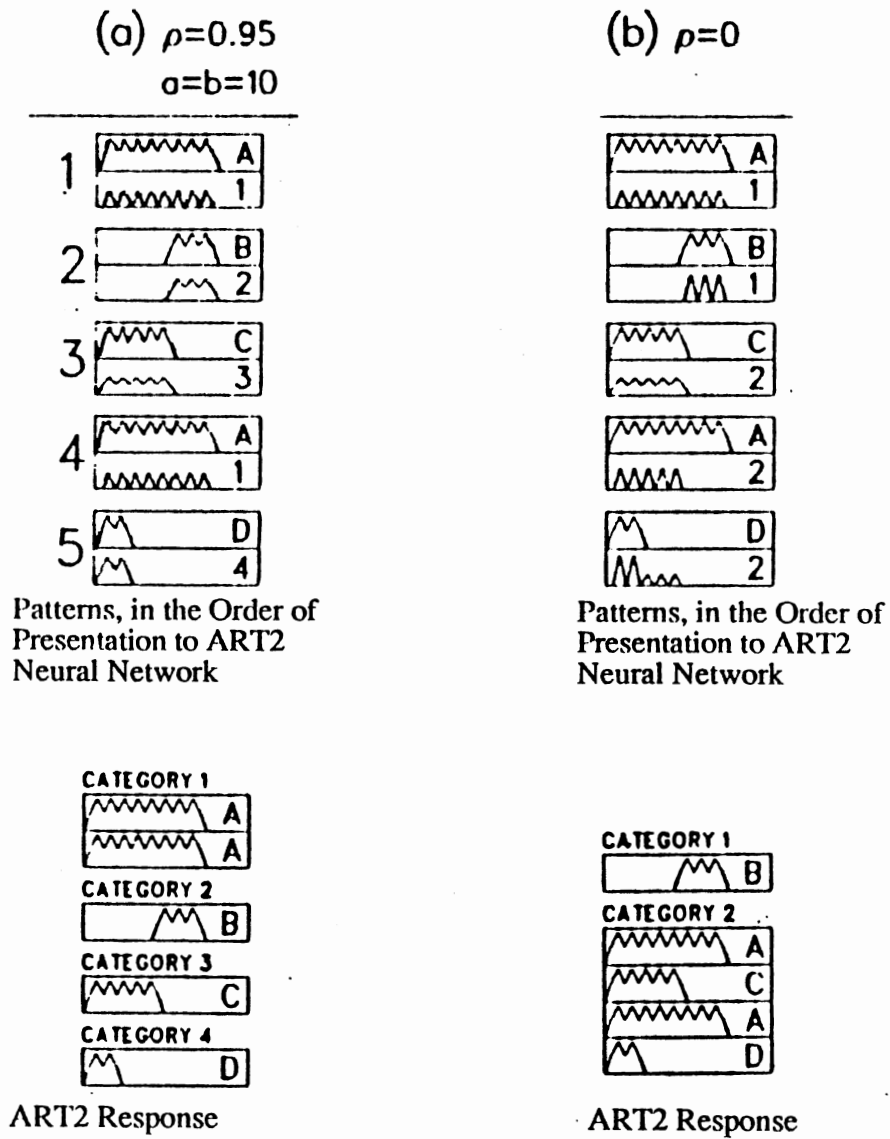 (a) ρ=0.95
a=b=10
1
A
1
2
B
2
3
C
3
4
A
1
5
D
4
Patterns, in the Order of
Presentation to ART2
Neural Network
CATEGORY 1
A
A
CATEGORY 2
B
CATEGORY 3
C
CATEGORY 4
D
ART2 Response
(b) ρ=0
A
1
B
1
C
2
A
2
D
2
Patterns, in the Order of
Presentation to ART2
Neural Network
CATEGORY 1
B
CATEGORY 2
A
C
A
D
ART2 Response